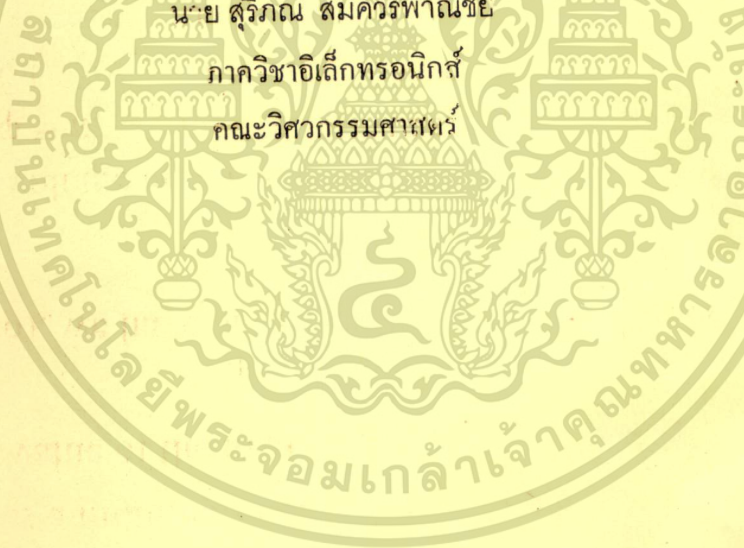 นาย สุริภณ สมควรพาณิชย์
ภาควิชาอิเล็กทรอนิกส์
คณะวิศวกรรมศาสตร์
สถาบันเทคโนโลยีพระจอมเกล้าเจ้าคุณทหารลาดกระบัง
๔